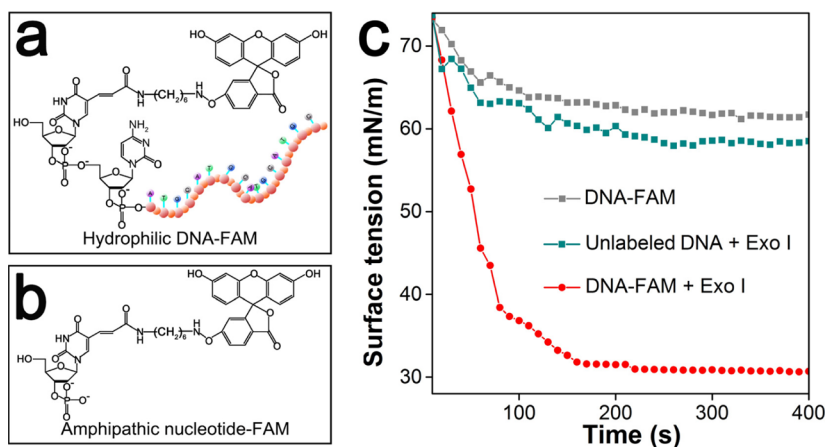 a
HO
O
OH
O
O
O
N
H
(CH₂)₆
H
N
O
O
HN
O
N
HO
O
NH₂
N
N
O
O
O
P
O⁻
O
O⁻
O
O
O
P
O
O⁻
Hydrophilic DNA-FAM
b
HO
O
OH
O
O
O
N
H
(CH₂)₆
H
N
O
O
HN
O
N
HO
O
O
O
P
O⁻
O
O⁻
Amphipathic nucleotide-FAM
c
Surface tension (mN/m)
70
60
50
40
30
DNA-FAM
Unlabeled DNA + Exo I
DNA-FAM + Exo I
100
200
300
400
Time (s)